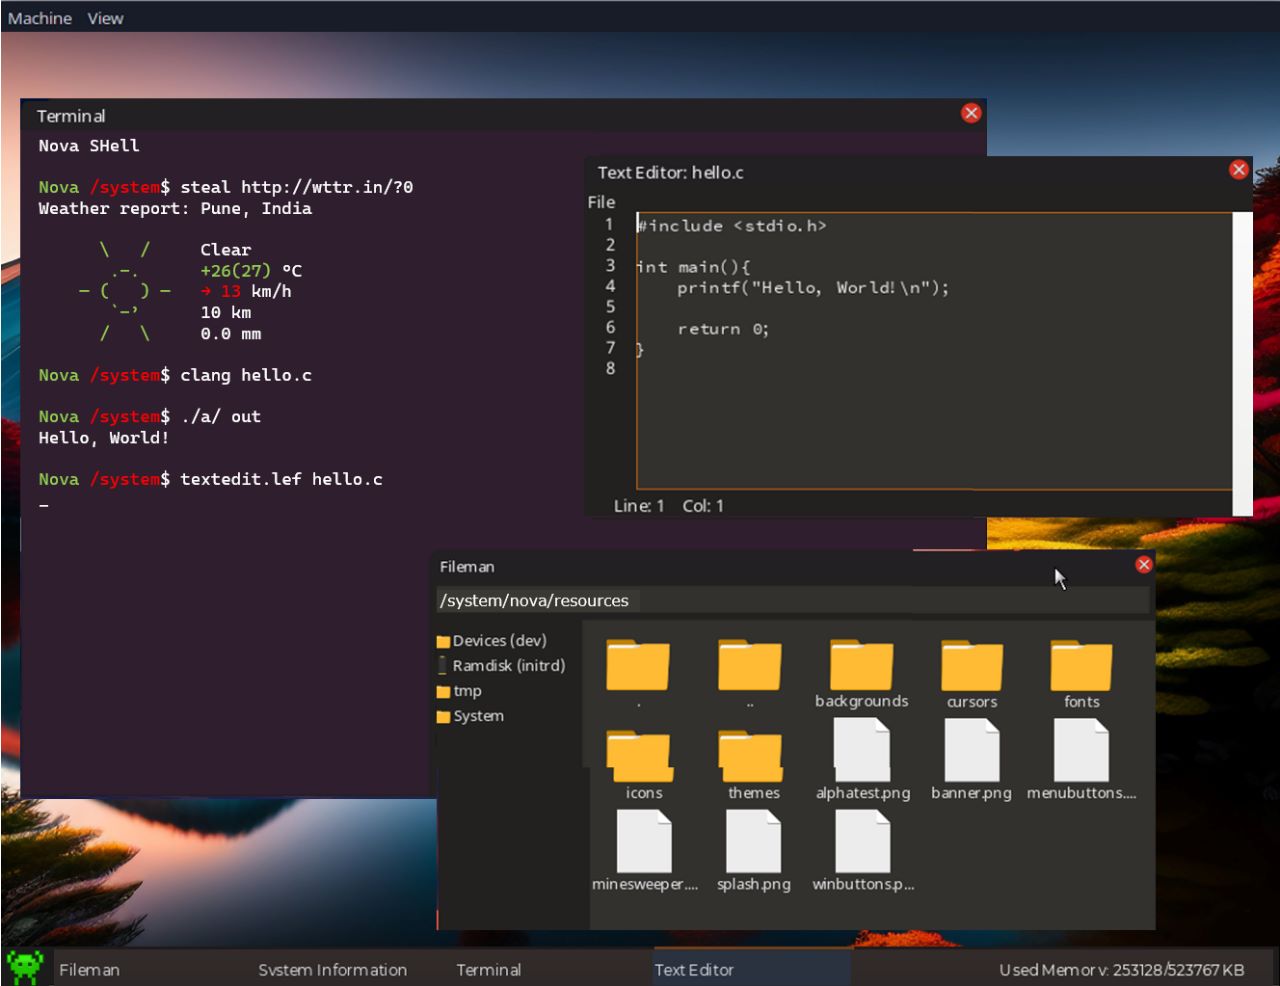 Machine View
Terminal
Nova SHell
Nova /system$ steal http://wttr.in/?0
Weather report: Pune, India
\ / Clear
.-. +26(27) °C
― ( ) ― → 13 km/h
`-’ 10 km
/ \ 0.0 mm
Nova /system$ clang hello.c
Nova /system$ ./a/ out
Hello, World!
Nova /system$ textedit.lef hello.c
_
Text Editor: hello.c
File
1 #include <stdio.h>
2
3 int main(){
4 printf("Hello, World!\n");
5
6 return 0;
7 }
8
Line: 1 Col: 1
Fileman
/system/nova/resources
Devices (dev)
Ramdisk (initrd)
tmp
System
. .. backgrounds cursors fonts
icons themes alphatest.png banner.png menubuttons....
minesweeper.... splash.png winbuttons.p...
Fileman System Information Terminal Text Editor Used Memory: 253128/523767 KB